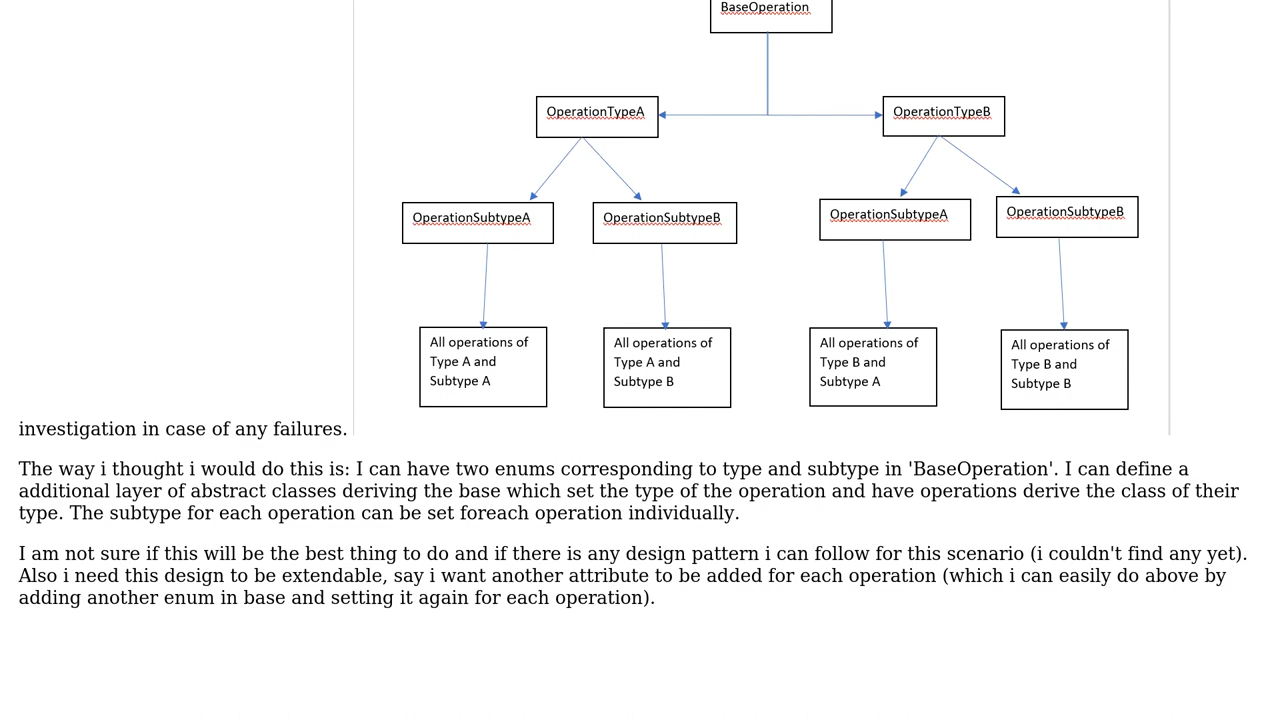 BaseOperation
OperationTypeA
OperationTypeB
OperationSubtypeA
OperationSubtypeB
OperationSubtypeA
OperationSubtypeB
All operations of
Type A and
Subtype A
All operations of
Type A and
Subtype B
All operations of
Type B and
Subtype A
All operations of
Type B and
Subtype B
investigation in case of any failures.
The way i thought i would do this is: I can have two enums corresponding to type and subtype in 'BaseOperation'. I can define a
additional layer of abstract classes deriving the base which set the type of the operation and have operations derive the class of their
type. The subtype for each operation can be set foreach operation individually.
I am not sure if this will be the best thing to do and if there is any design pattern i can follow for this scenario (i couldn't find any yet).
Also i need this design to be extendable, say i want another attribute to be added for each operation (which i can easily do above by
adding another enum in base and setting it again for each operation).